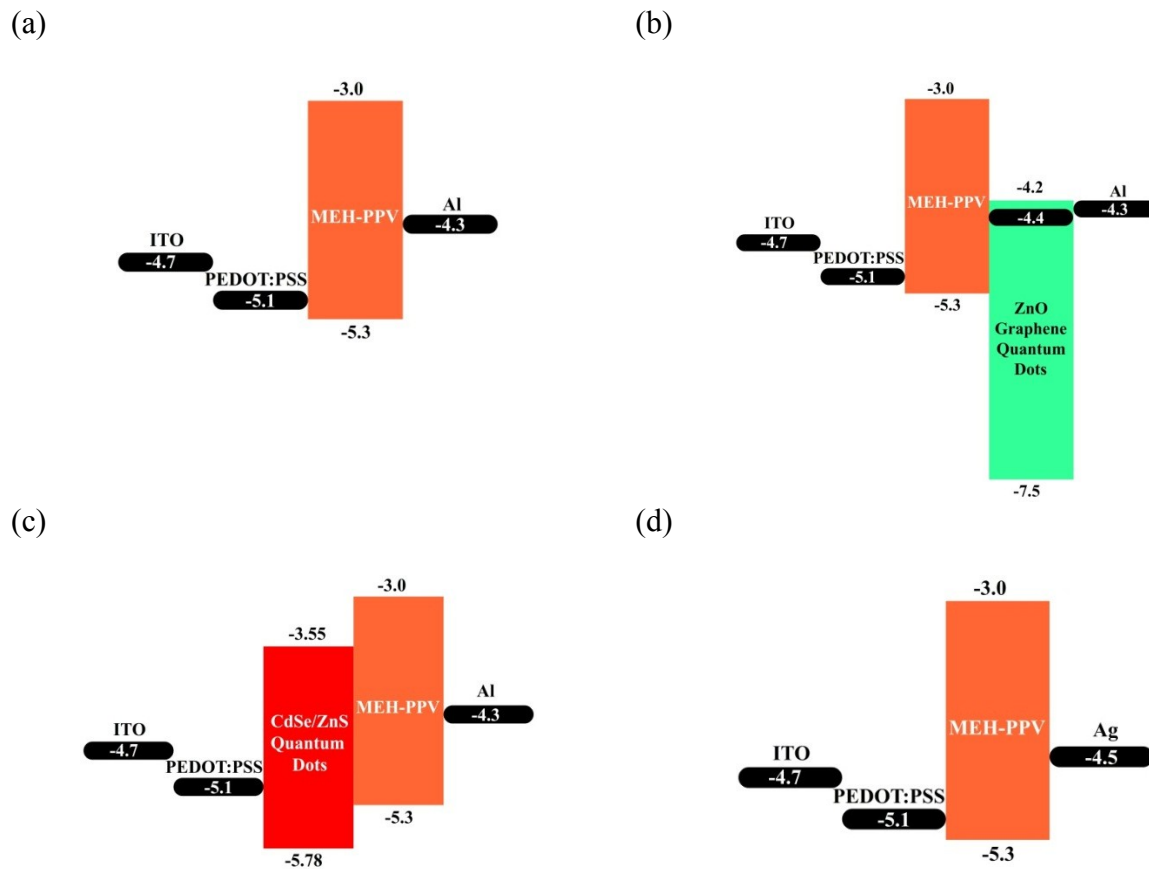 (a)
-3.0
MEH-PPV
Al
-4.3
ITO
-4.7
PEDOT:PSS
-5.1
-5.3
(b)
-3.0
MEH-PPV
-4.2
Al
-4.3
-4.4
ITO
-4.7
PEDOT:PSS
-5.1
-5.3
ZnO
Graphene
Quantum
Dots
-7.5
(c)
-3.0
-3.55
MEH-PPV
Al
-4.3
CdSe/ZnS
Quantum
Dots
ITO
-4.7
PEDOT:PSS
-5.1
-5.3
-5.78
(d)
-3.0
MEH-PPV
Ag
-4.5
ITO
-4.7
PEDOT:PSS
-5.1
-5.3